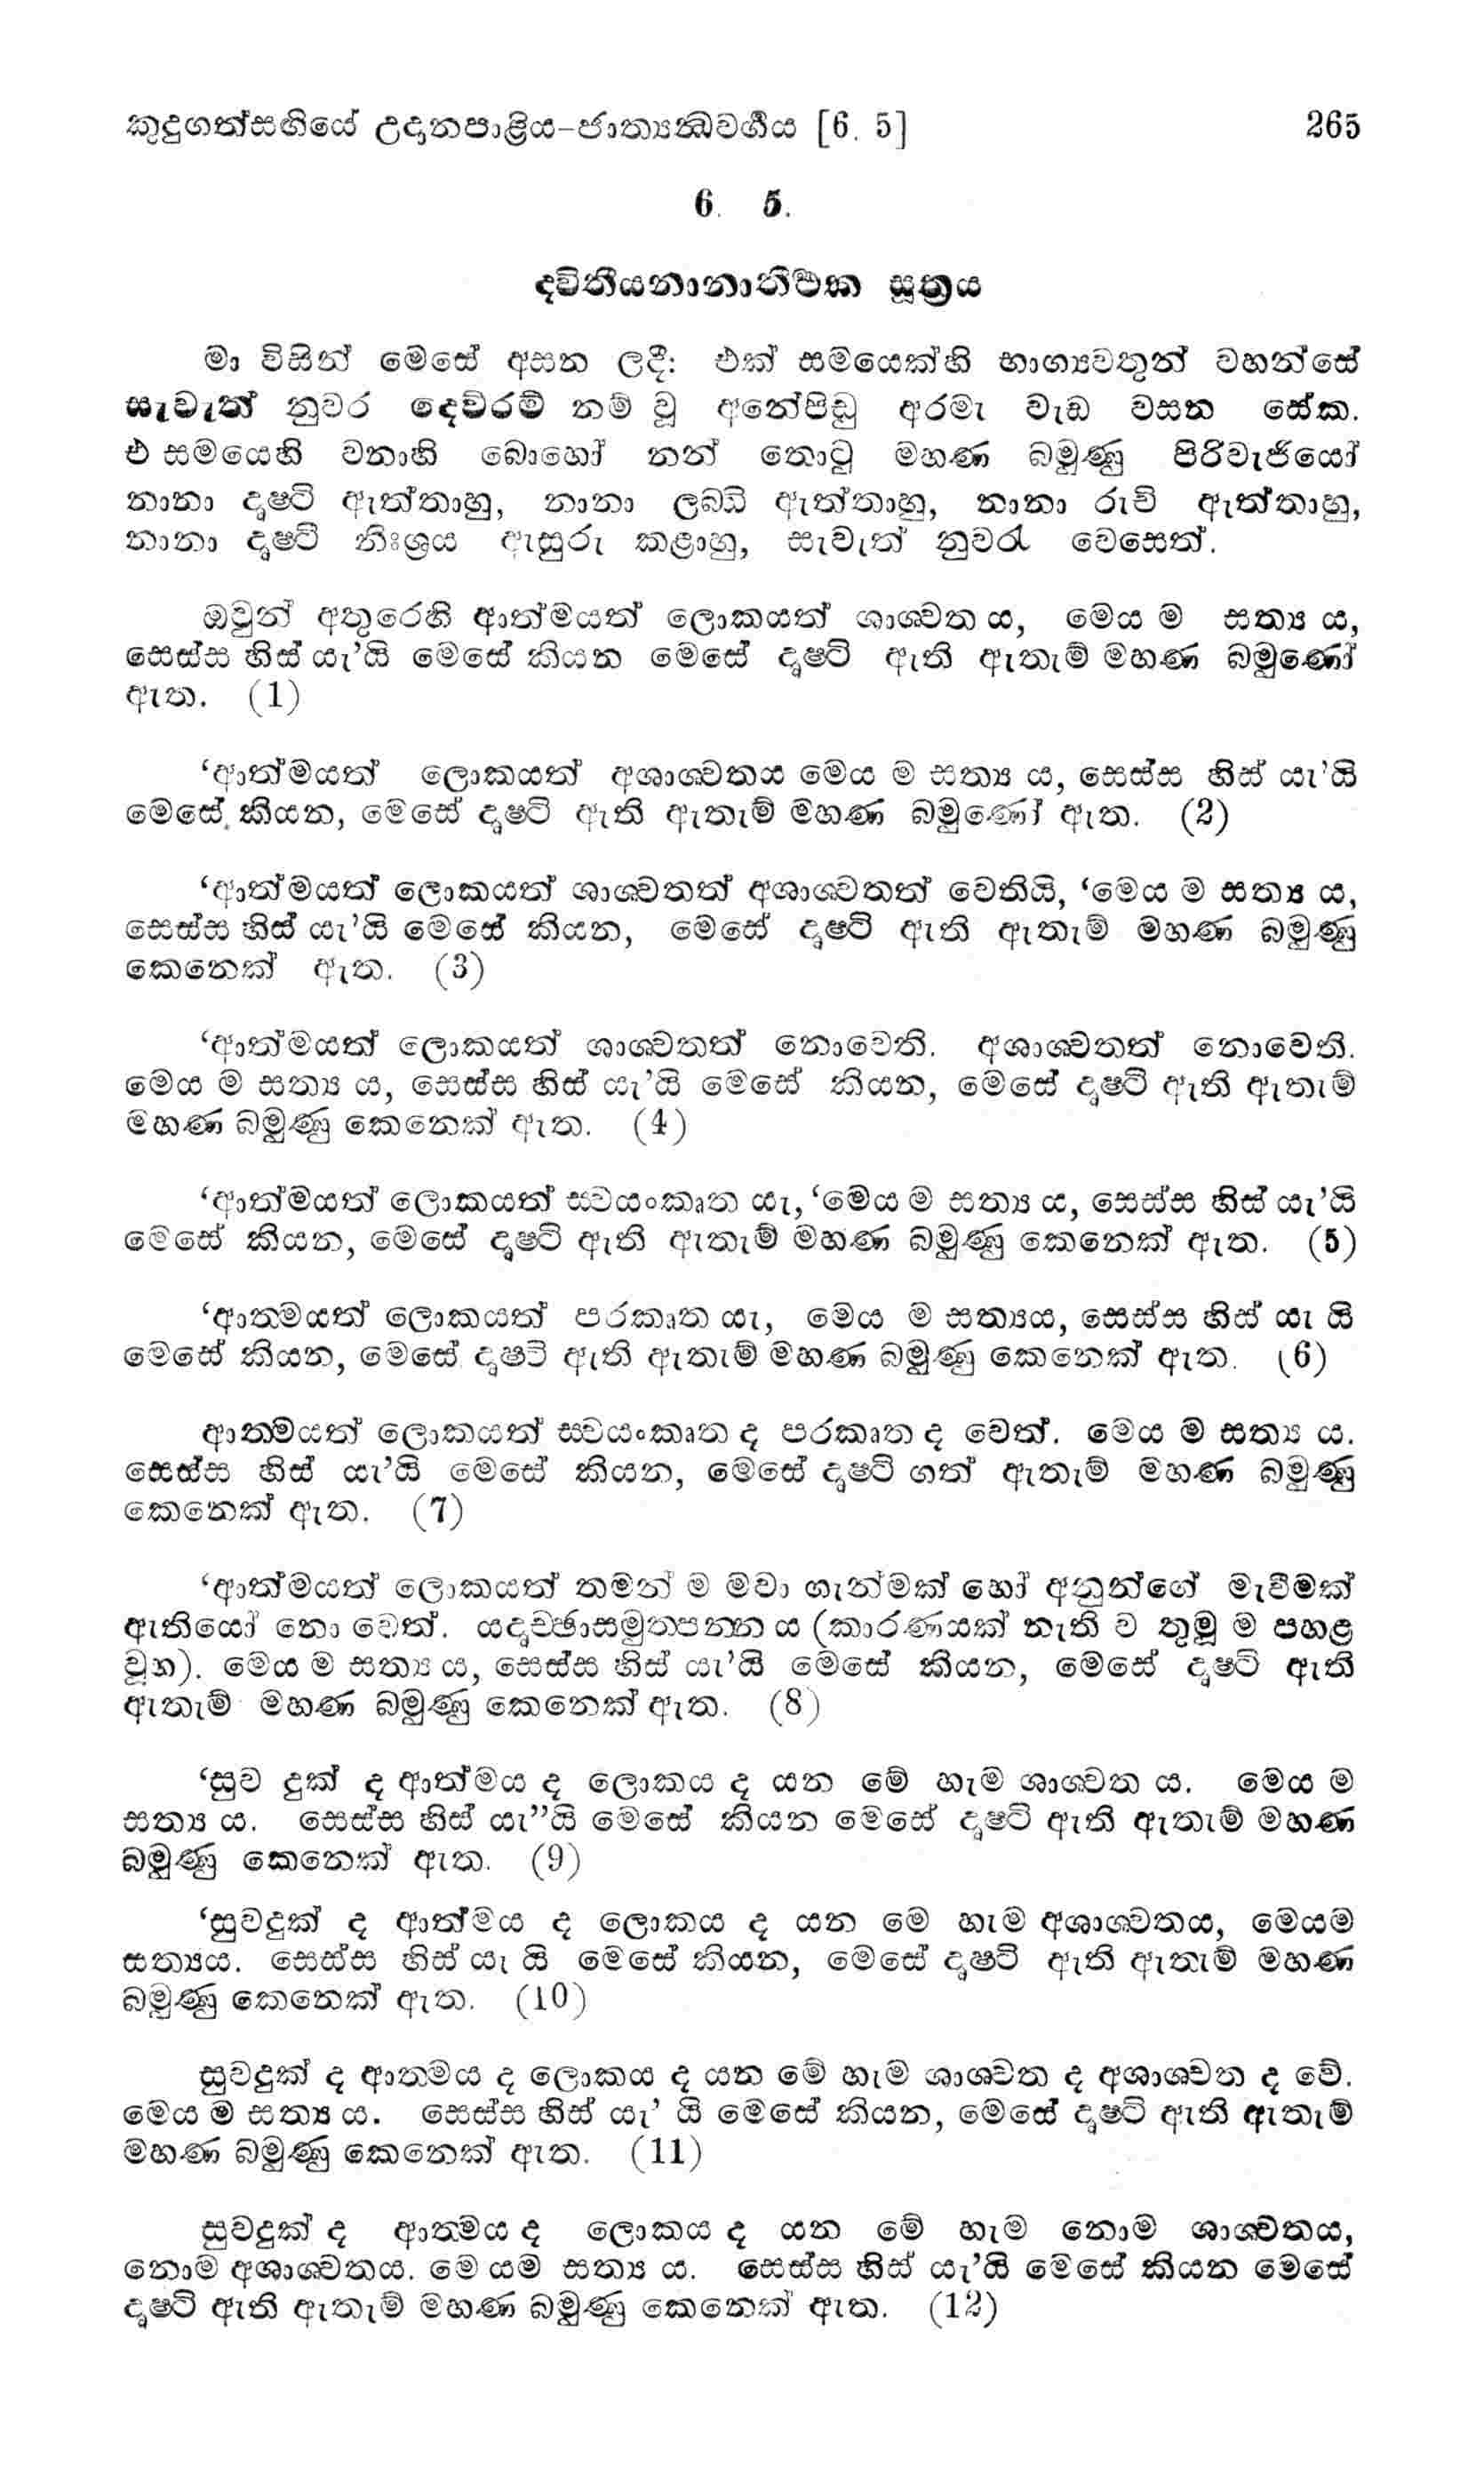 කුදුගත්සඟියේ උදානපාළිය-ජාත්‍යන්‍ධවර්‍ගය [6. 5] 265
6. 5.
ද්විතීයනානාතීර්‍ථක සූත්‍රය
මා විසින් මෙසේ අසන ලදී: එක් සමයෙක්හි භාග්‍යවතුන් වහන්සේ
සැවැත් නුවර දෙව්රම් නම් වූ අනේපිඬු අරමැ වැඩ වසන සේක.
එ සමයෙහි වනාහි බොහෝ නන් තොටු මහණ බමුණු පිරිවැජියෝ
නානා දෘෂ්ටි ඇත්තාහු, නානා ලබ්ධි ඇත්තාහු, නානා රුචි ඇත්තාහු,
නානා දෘෂ්ටි නිඃශ්‍රය ඇසුරු කළාහු, සැවැත් නුවරැ වෙසෙත්.
ඔවුන් අතුරෙහි ආත්මයත් ලොකයත් ශාශ්වත ය, මෙය ම සත්‍ය ය,
සෙස්ස හිස් යැ’යි මෙසේ කියන මෙසේ දෘෂ්ටි ඇති ඇතැම් මහණ බමුණෝ
ඇත. (1)
‘ආත්මයත් ලොකයත් අශාශ්වතය මෙය ම සත්‍ය ය, සෙස්ස හිස් යැ’යි
මෙසේ කියන, මෙසේ දෘෂ්ටි ඇති ඇතැම් මහණ බමුණෝ ඇත. (2)
‘ආත්මයත් ලොකයත් ශාශ්වතත් අශාශ්වතත් වෙතියි, ‘මෙය ම සත්‍ය ය,
සෙස්ස හිස් යැ’යි මෙසේ කියන, මෙසේ දෘෂ්ටි ඇති ඇතැම් මහණ බමුණු
කෙනෙක් ඇත. (3)
‘ආත්මයත් ලොකයත් ශාශ්වතත් නොවෙති. අශාශ්වතත් නොවෙති.
මෙය ම සත්‍ය ය, සෙස්ස හිස් යැ’යි මෙසේ කියන, මෙසේ දෘෂ්ටි ඇති ඇතැම්
මහණ බමුණු කෙනෙක් ඇත. (4)
‘ආත්මයත් ලොකයත් ස්වයංකෘත යැ, ‘මෙය ම සත්‍ය ය, සෙස්ස හිස් යැ’යි
මෙසේ කියන, මෙසේ දෘෂ්ටි ඇති ඇතැම් මහණ බමුණු කෙනෙක් ඇත. (5)
‘ආත්මයත් ලොකයත් පරකෘත යැ, මෙය ම සත්‍යය, සෙස්ස හිස් යැ යි
මෙසේ කියන, මෙසේ දෘෂ්ටි ඇති ඇතැම් මහණ බමුණු කෙනෙක් ඇත. (6)
ආත්මයත් ලොකයත් ස්වයංකෘත ද පරකෘත ද වෙත්. මෙය ම සත්‍ය ය.
සෙස්ස හිස් යැ’යි මෙසේ කියන, මෙසේ දෘෂ්ටි ගත් ඇතැම් මහණ බමුණු
කෙනෙක් ඇත. (7)
‘ආත්මයත් ලොකයත් තමන් ම මවා ගැන්මක් හෝ අනුන්ගේ මැවීමක්
ඇතියෝ නො වෙත්. යදෘච්ඡාසමුත්පන්න ය (කාරණයක් නැති ව තුමූ ම පහළ
වූහ). මෙය ම සත්‍ය ය, සෙස්ස හිස් යැ’යි මෙසේ කියන, මෙසේ දෘෂ්ටි ඇති
ඇතැම් මහණ බමුණු කෙනෙක් ඇත. (8)
‘සුව දුක් ද ආත්මය ද ලොකය ද යන මේ හැම ශාශ්වත ය. මෙය ම
සත්‍ය ය. සෙස්ස හිස් යැ”යි මෙසේ කියන මෙසේ දෘෂ්ටි ඇති ඇතැම් මහණ
බමුණු කෙනෙක් ඇත. (9)
‘සුවදුක් ද ආත්මය ද ලොකය ද යන මෙ හැම අශාශ්වතය, මෙයම
සත්‍යය. සෙස්ස හිස් යැ යි මෙසේ කියන, මෙසේ දෘෂ්ටි ඇති ඇතැම් මහණ
බමුණු කෙනෙක් ඇත. (10)
සුවදුක් ද ආත්මය ද ලොකය ද යන මේ හැම ශාශ්වත ද අශාශ්වත ද වේ.
මෙය ම සත්‍ය ය. සෙස්ස හිස් යැ’ යි මෙසේ කියන, මෙසේ දෘෂ්ටි ඇති ඇතැම්
මහණ බමුණු කෙනෙක් ඇත. (11)
සුවදුක් ද ආත්මය ද ලොකය ද යන මේ හැම නොම ශාශ්වතය,
නොම අශාශ්වතය. මෙ යම සත්‍ය ය. සෙස්ස හිස් යැ’යි මෙසේ කියන මෙසේ
දෘෂ්ටි ඇති ඇතැම් මහණ බමුණු කෙනෙක් ඇත. (12)